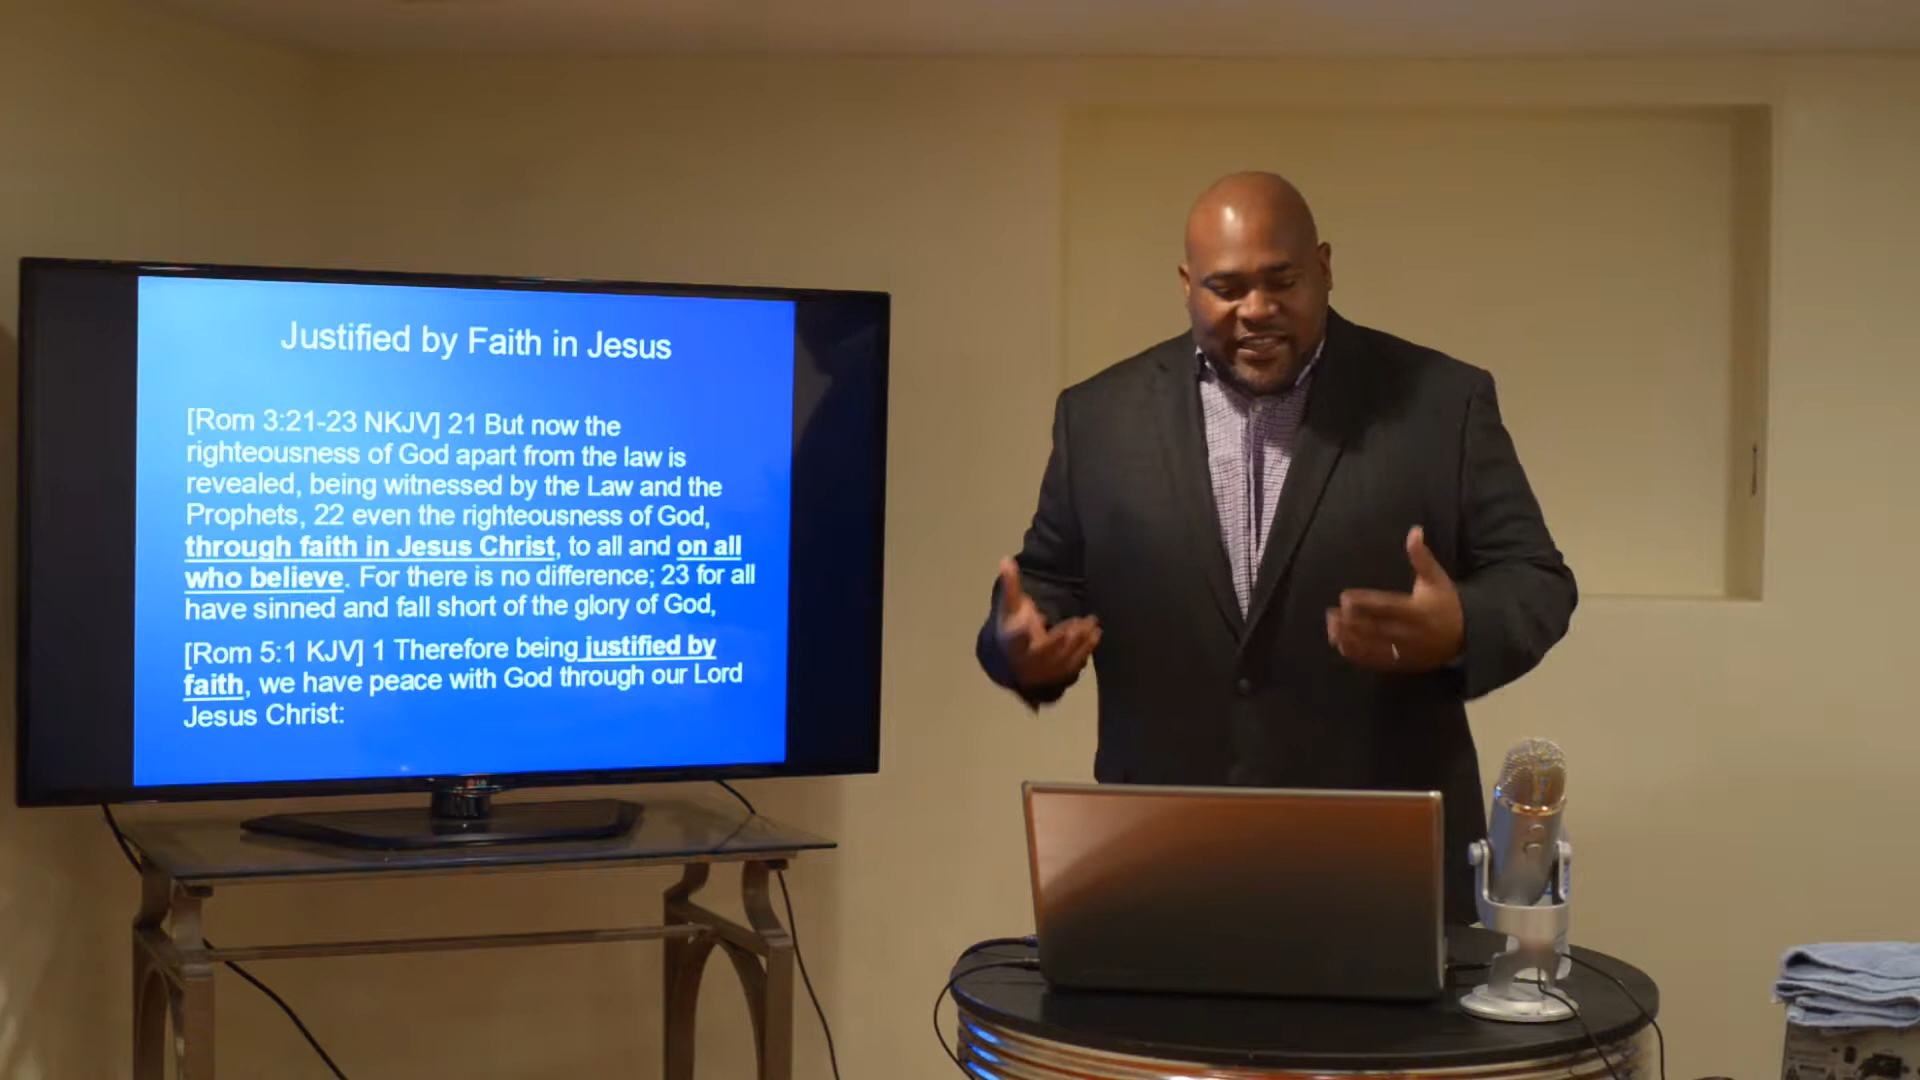 Justified by Faith in Jesus
[Rom 3:21-23 NKJV] 21 But now the
righteousness of God apart from the law is
revealed, being witnessed by the Law and the
Prophets, 22 even the righteousness of God,
through faith in Jesus Christ, to all and on all
who believe. For there is no difference; 23 for all
have sinned and fall short of the glory of God,
[Rom 5:1 KJV] 1 Therefore being justified by
faith, we have peace with God through our Lord
Jesus Christ:
LG